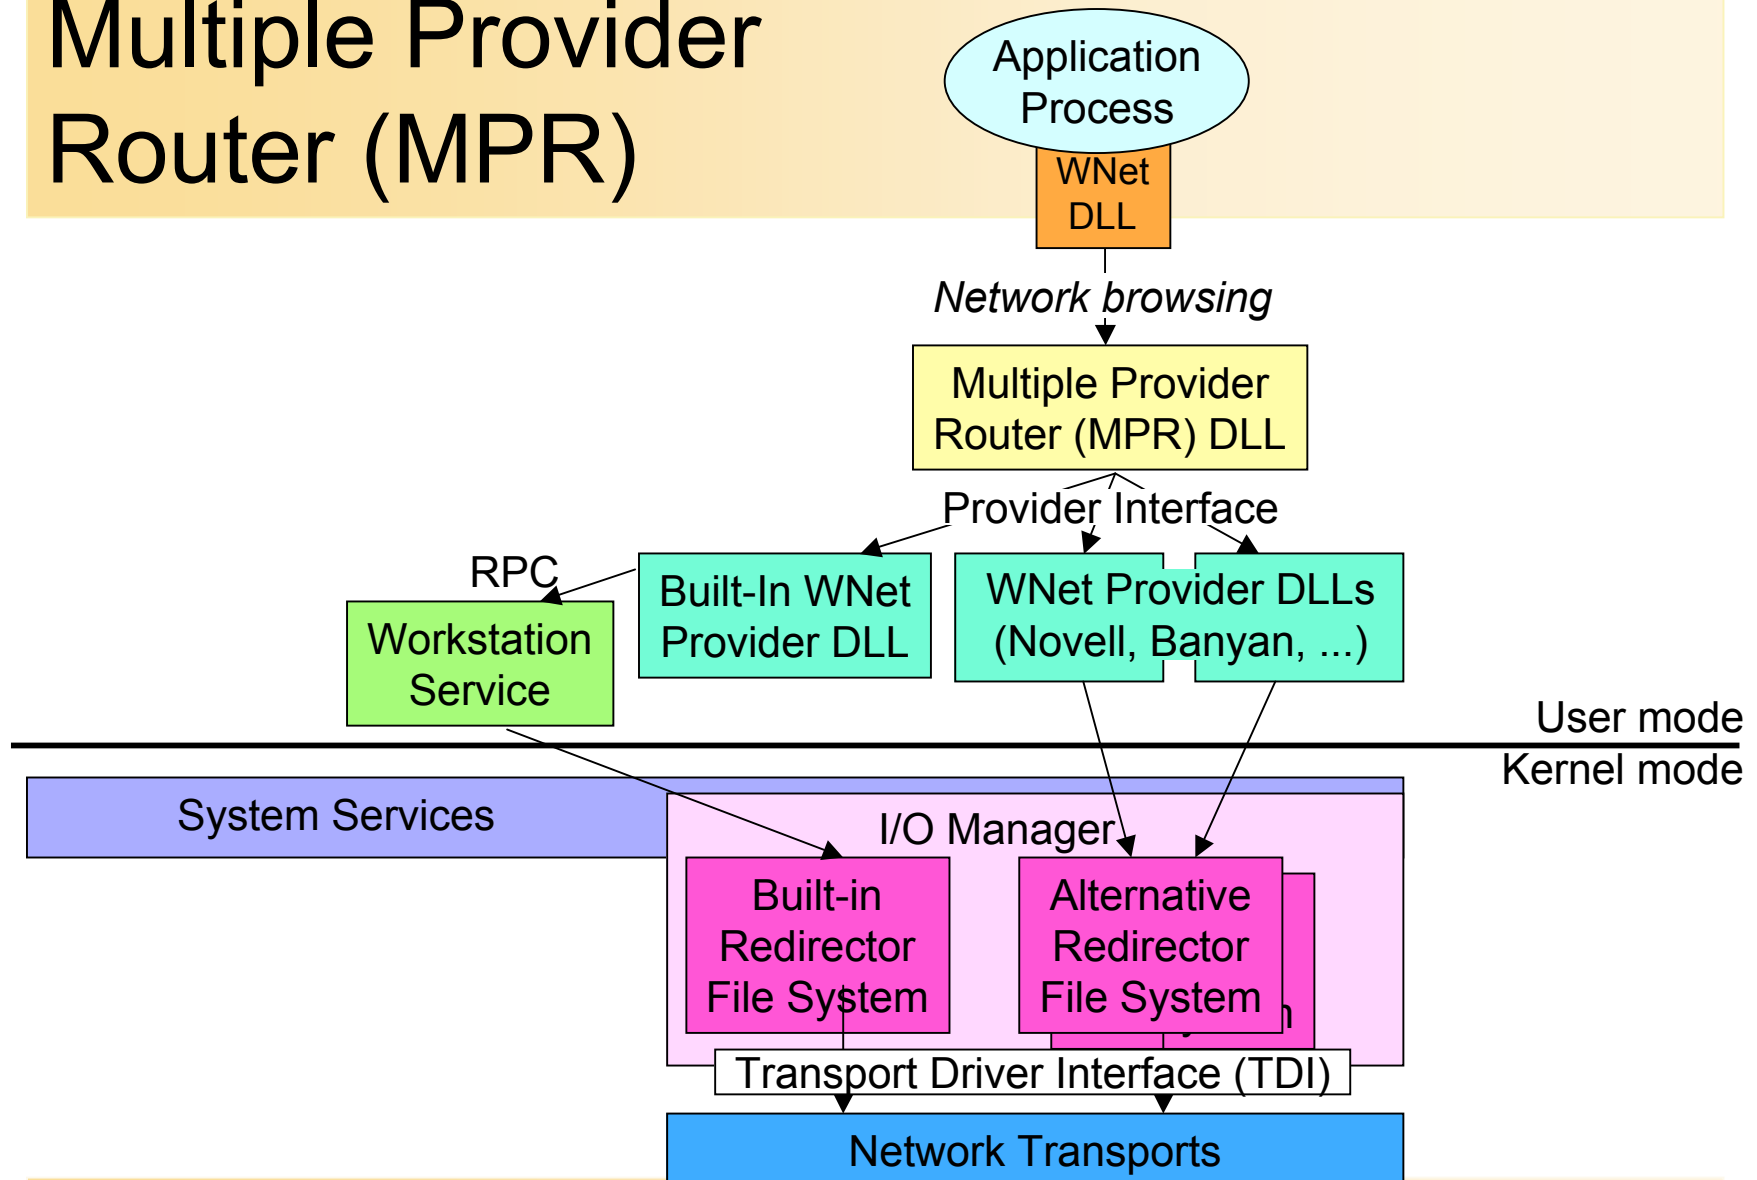 Multiple Provider
Router (MPR)
Application
Process
WNet
DLL
Network browsing
Multiple Provider
Router (MPR) DLL
Provider Interface
RPC
Built-In WNet
Provider DLL
WNet Provider DLLs
(Novell, Banyan, ...)
Workstation
Service
User mode
Kernel mode
System Services
I/O Manager
Built-in
Redirector
File System
Alternative
Redirector
File System
Transport Driver Interface (TDI)
Network Transports